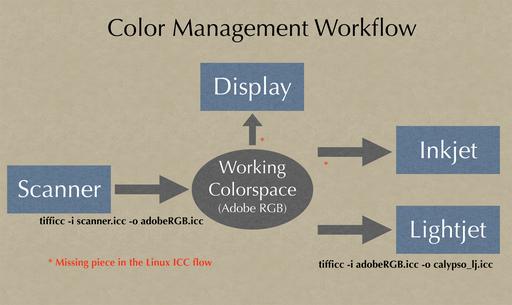 Color Management Workflow
Display
*
Working
Colorspace
(Adobe RGB)
*
Inkjet
Scanner
tifficc -i scanner.icc -o adobeRGB.icc
Lightjet
* Missing piece in the Linux ICC flow
tifficc -i adobeRGB.icc -o calypso_lj.icc